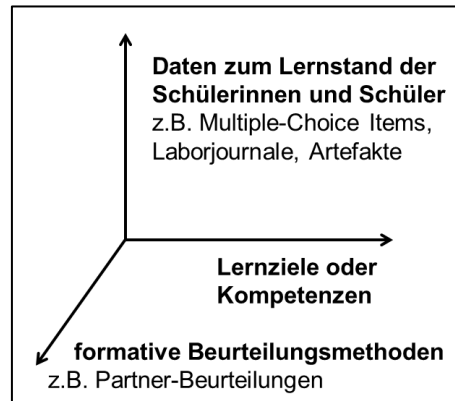 Daten zum Lernstand der
Schülerinnen und Schüler
z.B. Multiple-Choice Items,
Laborjournale, Artefakte
Lernziele oder
Kompetenzen
formative Beurteilungsmethoden
z.B. Partner-Beurteilungen